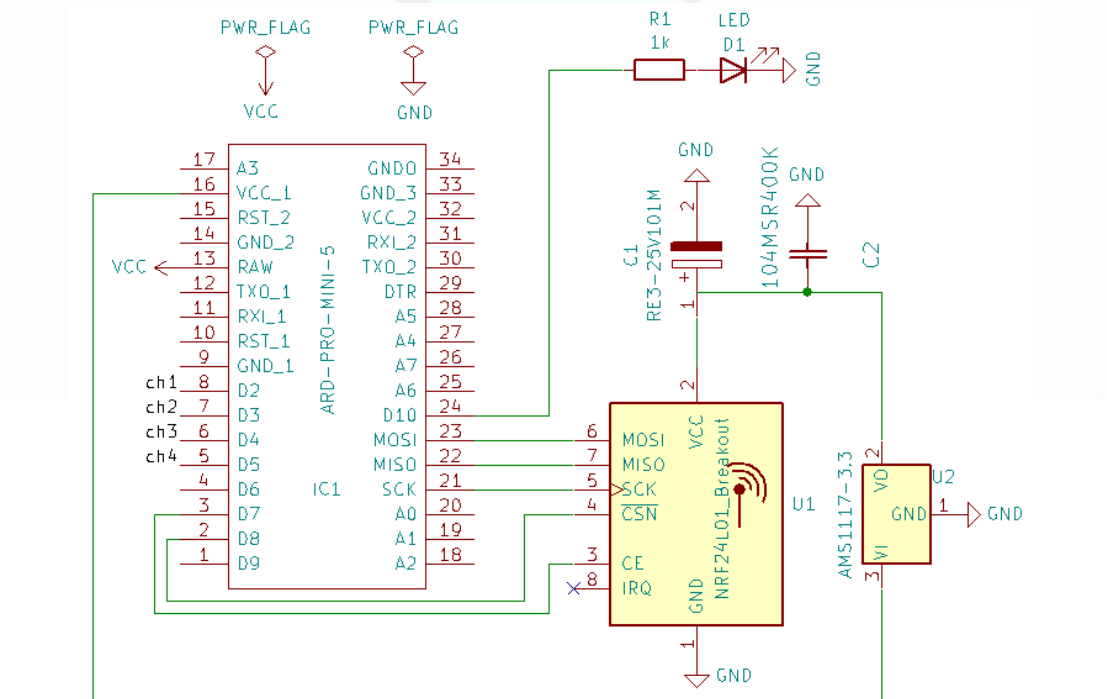 PWR_FLAG
VCC
PWR_FLAG
GND
R1
1k
LED
D1
GND
17 A3
16 VCC_1
15 RST_2
14 GND_2
VCC
13 RAW
12 TXO_1
11 RXI_1
10 RST_1
9 GND_1
ch1 8 D2
ch2 7 D3
ch3 6 D4
ch4 5 D5
4 D6
3 D7
2 D8
1 D9
ARD-PRO-MINI-5
IC1
GND0 34
GND_3 33
VCC_2 32
RXI_2 31
TXO_2 30
DTR 29
A5 28
A4 27
A7 26
A6 25
D10 24
MOSI 23
MISO 22
SCK 21
A0 20
A1 19
A2 18
GND
2
C1
RE3-25V101M
+
1
GND
104MSR400K
C2
2
VCC
6 MOSI
7 MISO
5 SCK
4 CSN
3 CE
8 IRQ
NRF24L01_Breakout
U1
GND
1
GND
AMS1117-3.3
2
VO
U2
GND 1 GND
VI
3